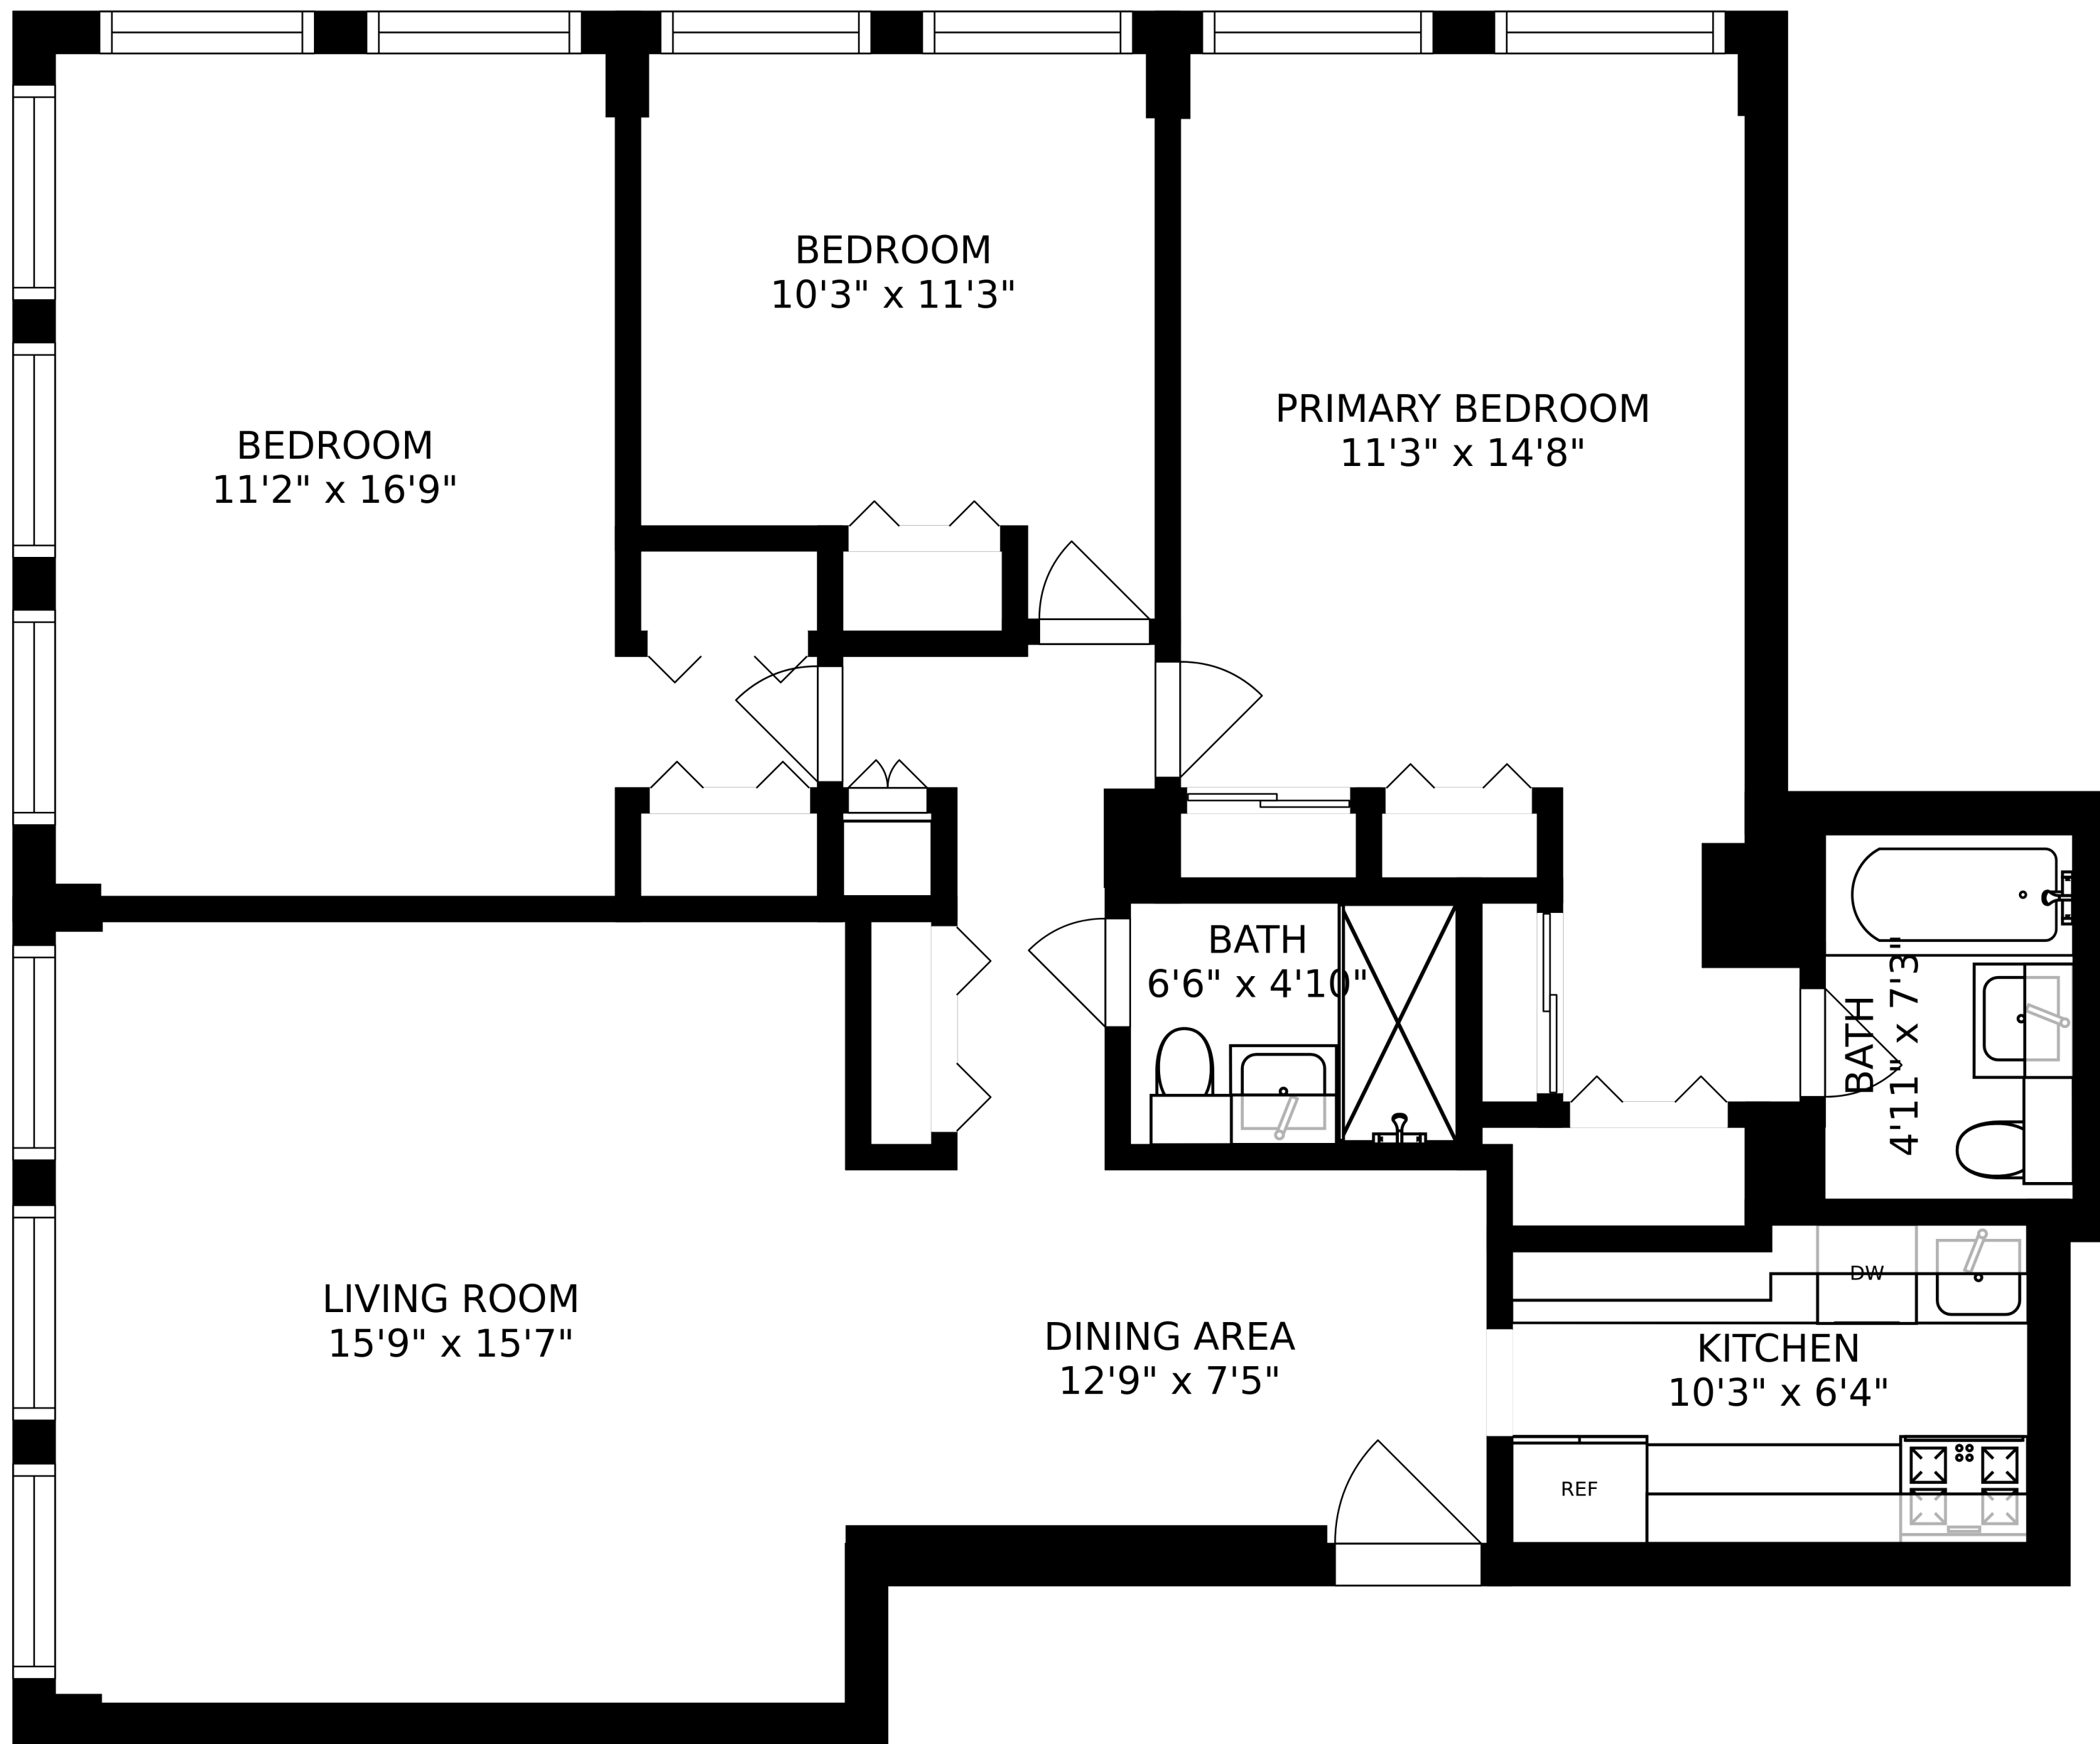 BEDROOM
10'3" x 11'3"
PRIMARY BEDROOM
11'3" x 14'8"
BEDROOM
11'2" x 16'9"
BATH
6'6" x 4'10"
BATH
4'11" x 7'3"
LIVING ROOM
15'9" x 15'7"
DINING AREA
12'9" x 7'5"
DW
KITCHEN
10'3" x 6'4"
REF